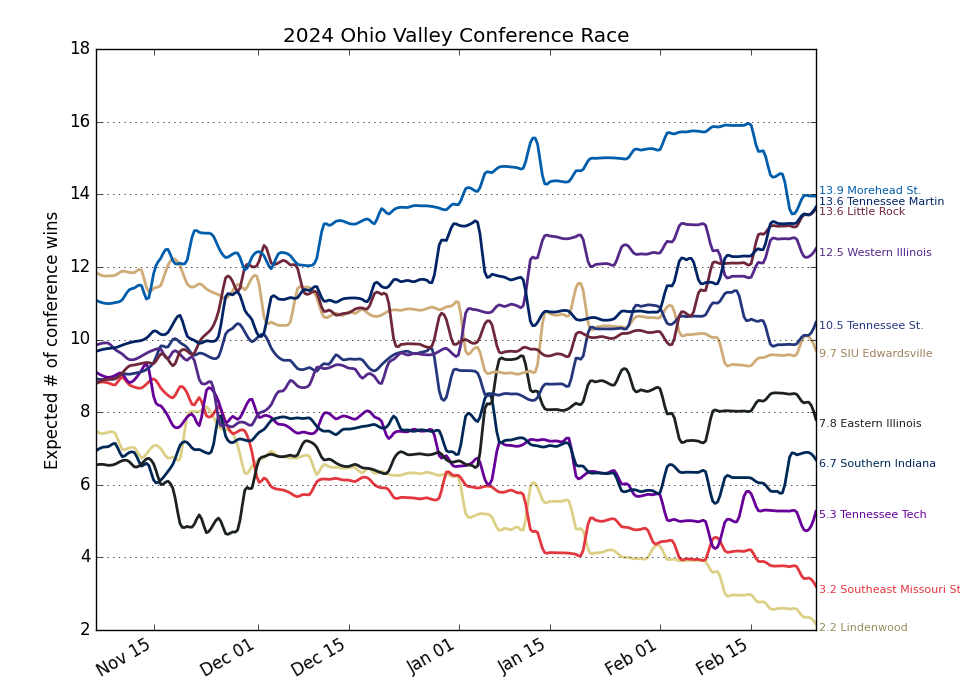 2024 Ohio Valley Conference Race
Expected # of conference wins
18
16
14
12
10
8
6
4
2
Nov 15
Dec 01
Dec 15
Jan 01
Jan 15
Feb 01
Feb 15
13.9 Morehead St.
13.6 Tennessee Martin
13.6 Little Rock
12.5 Western Illinois
10.5 Tennessee St.
9.7 SIU Edwardsville
7.8 Eastern Illinois
6.7 Southern Indiana
5.3 Tennessee Tech
3.2 Southeast Missouri St
2.2 Lindenwood